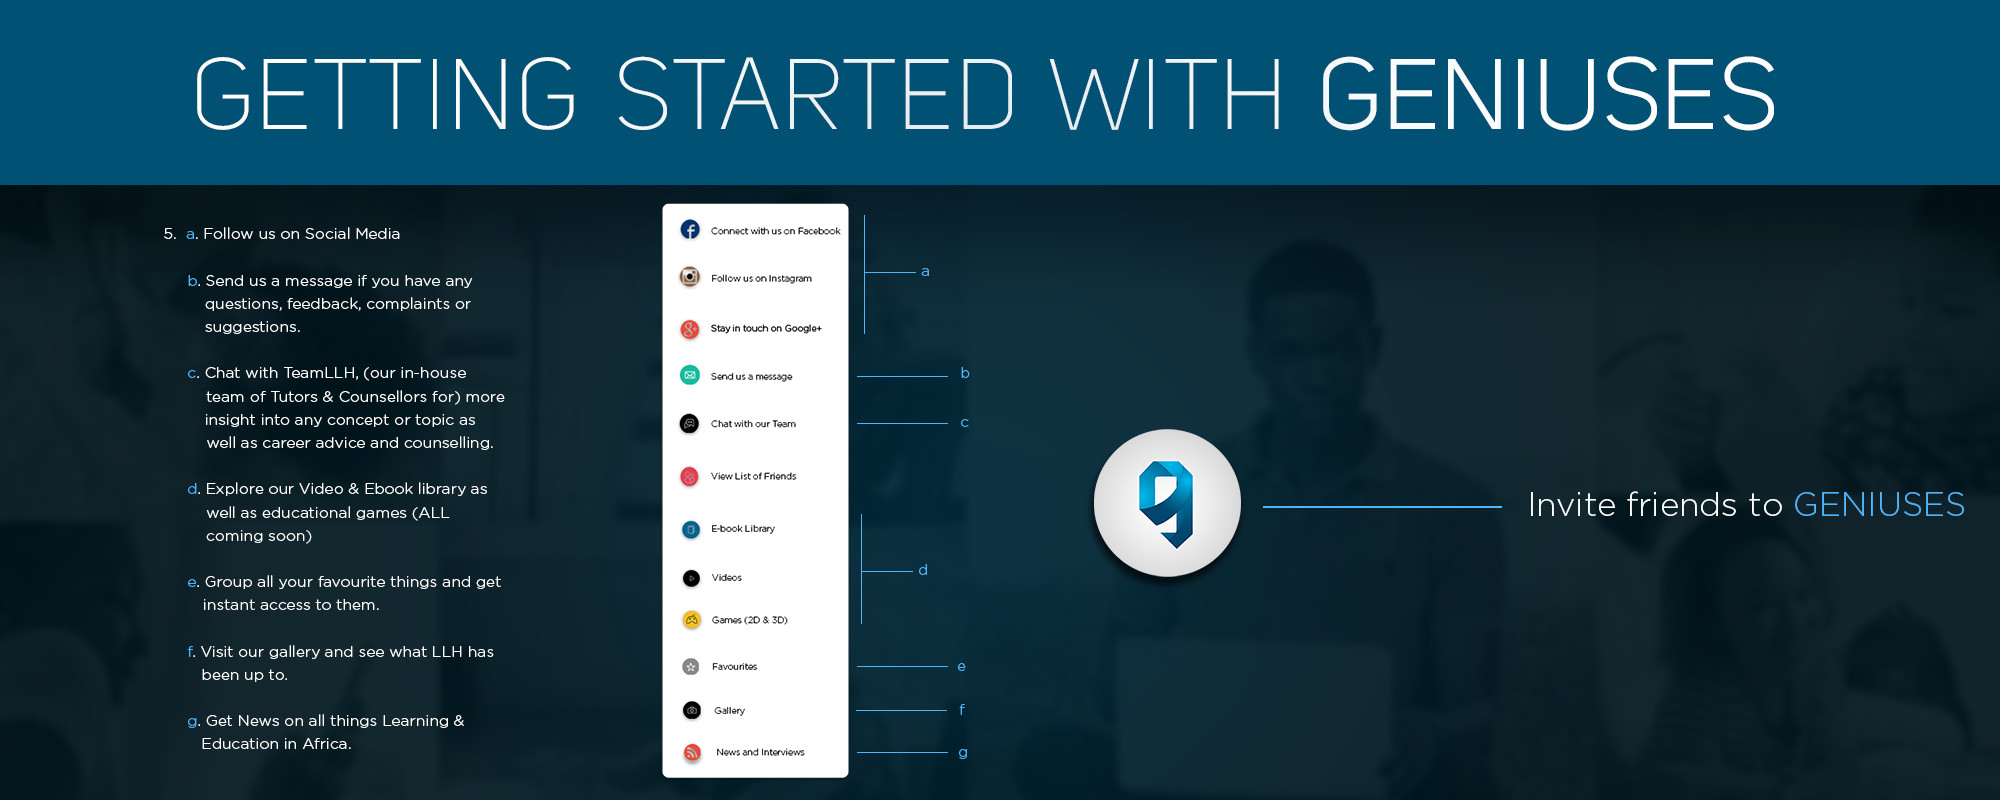 GETTING STARTED WITH GENIUSES
5. a. Follow us on Social Media
b. Send us a message if you have any
questions, feedback, complaints or
suggestions.
c. Chat with TeamLLH, (our in-house
team of Tutors & Counsellors for) more
insight into any concept or topic as
well as career advice and counselling.
d. Explore our Video & Ebook library as
well as educational games (ALL
coming soon)
e. Group all your favourite things and get
instant access to them.
f. Visit our gallery and see what LLH has
been up to.
g. Get News on all things Learning &
Education in Africa.
Connect with us on Facebook
Follow us on Instagram
a
Stay in touch on Google+
Send us a message b
Chat with our Team c
View List of Friends
E-book Library
Videos
d
Games (2D & 3D)
Favourites e
Gallery f
News and Interviews g
Invite friends to GENIUSES